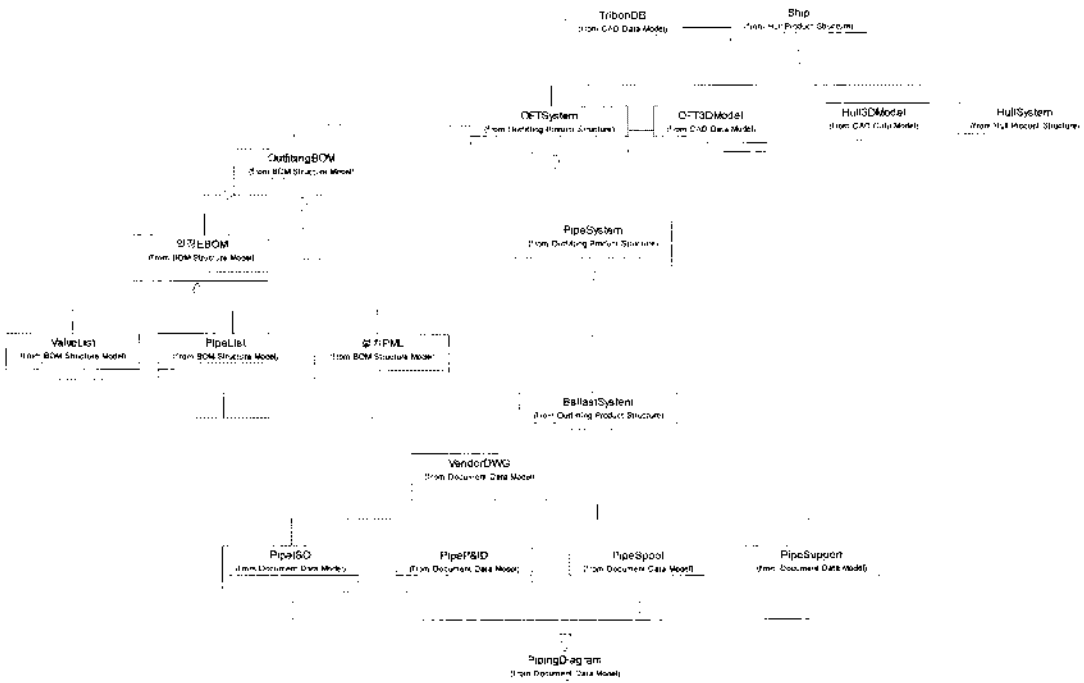 TribonDB
(from CAD Data Model)
Ship
(from Hull Product Structure)
OFTSystem
(from Outfitting Product Structure)
OFT3DModel
(from CAD Data Model)
Hull3DModel
(from CAD Data Model)
HullSystem
(from Hull Product Structure)
OutfittingBOM
(from BOM Structure Model)
EBOM
(from BOM Structure Model)
PipeSystem
(from Outfitting Product Structure)
ValveList
(from BOM Structure Model)
PipeList
(from BOM Structure Model)
PML
(from BOM Structure Model)
BallastSystem
(from Outfitting Product Structure)
VendorDWG
(from Document Data Model)
PipeISO
(from Document Data Model)
PipeP&ID
(from Document Data Model)
PipeSpool
(from Document Data Model)
PipeSupport
(from Document Data Model)
PipingDiagram
(from Document Data Model)